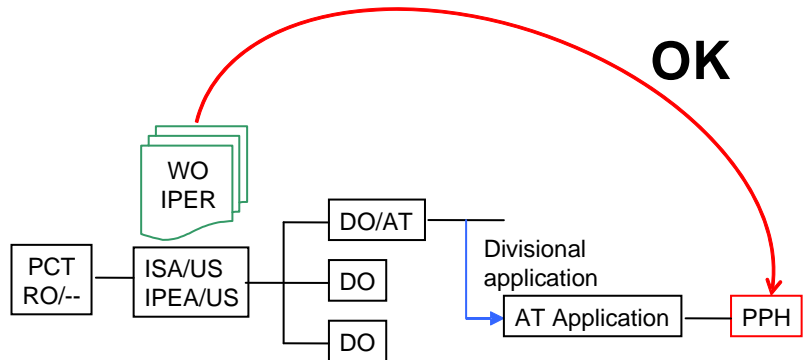 OK
WO
IPER
DO/AT
PCT
RO/--
ISA/US
IPEA/US
DO
DO
Divisional
application
AT Application
PPH